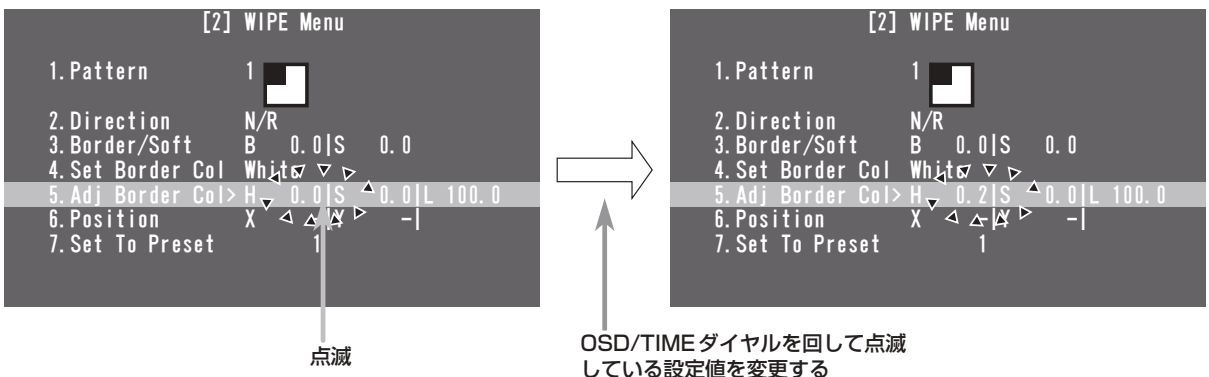 [2] WIPE Menu
1.Pattern 1
2.Direction N/R
3.Border/Soft B 0.0|S 0.0
4.Set Border Col White
5.Adj Border Col> H 0.0|S 0.0|L 100.0
6.Position X -|Y -|
7.Set To Preset 1
点滅
[2] WIPE Menu
1.Pattern 1
2.Direction N/R
3.Border/Soft B 0.0|S 0.0
4.Set Border Col White
5.Adj Border Col> H 0.2|S 0.0|L 100.0
6.Position X -|Y -|
7.Set To Preset 1
OSD/TIMEダイヤルを回して点滅
している設定値を変更する